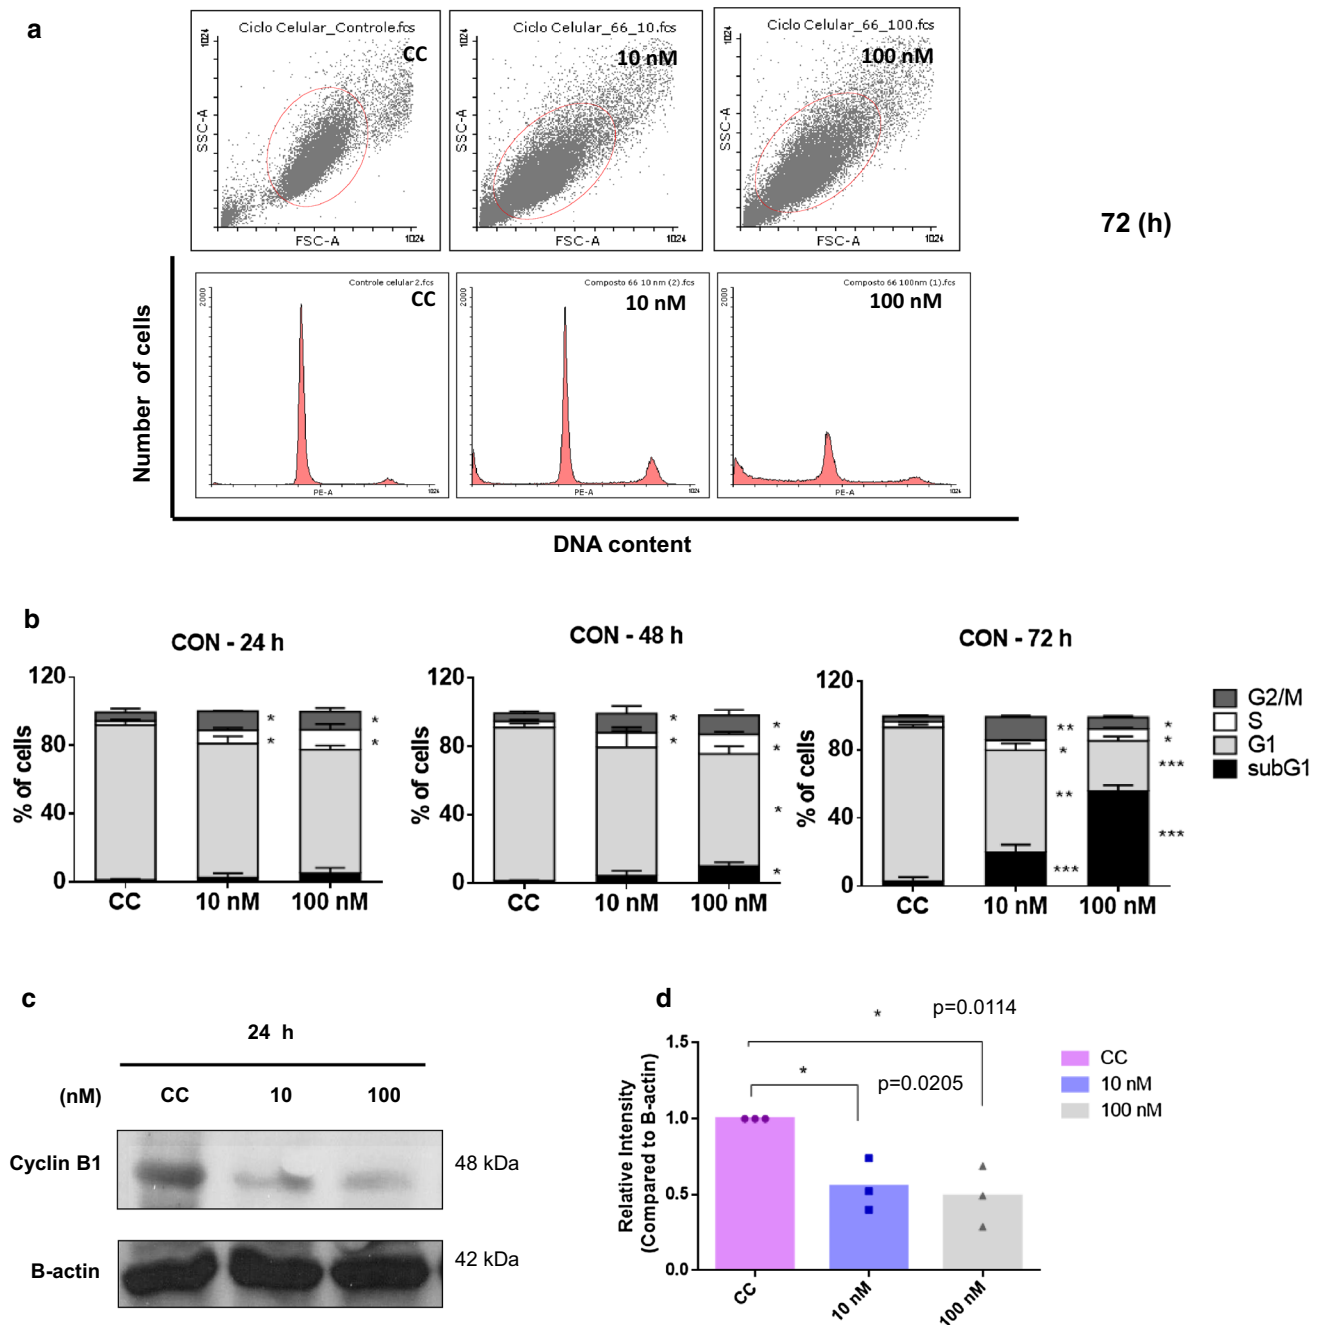 a
Ciclo Celular_Controle.fcs
CC
1024
SSC-A
FSC-A
1024
Ciclo Celular_66_10.fcs
10 nM
1024
SSC-A
FSC-A
1024
Ciclo Celular_66_100.fcs
100 nM
1024
SSC-A
FSC-A
1024
72 (h)
Number of cells
Controle celular 2.fcs
CC
2000
PE-A
1024
Composto 66 10 nm (2).fcs
10 nM
2000
PE-A
1024
Composto 66 100nm (1).fcs
100 nM
2000
PE-A
1024
DNA content
b
CON - 24 h
% of cells
120
80
40
0
* *
* *
CC 10 nM 100 nM
CON - 48 h
% of cells
120
80
40
0
* *
* *
*
*
CC 10 nM 100 nM
CON - 72 h
% of cells
120
80
40
0
** *
* *
** ***
*** ***
CC 10 nM 100 nM
G2/M
S
G1
subG1
c
24 h
(nM) CC 10 100
Cyclin B1
48 kDa
B-actin
42 kDa
d
* p=0.0114
* p=0.0205
Relative Intensity
(Compared to B-actin)
1.5
1.0
0.5
0.0
CC 10 nM 100 nM
CC
10 nM
100 nM